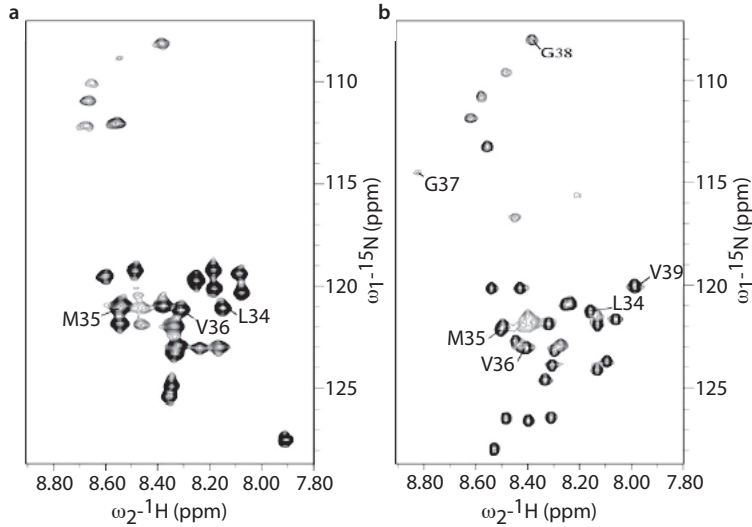 a
110
115
120
125
ω1-15N (ppm)
M35
V36
L34
8.80 8.60 8.40 8.20 8.00 7.80
ω2-1H (ppm)
b
G38
G37
V39
L34
M35
V36
110
115
120
125
ω1-15N (ppm)
8.80 8.60 8.40 8.20 8.00 7.80
ω2-1H (ppm)